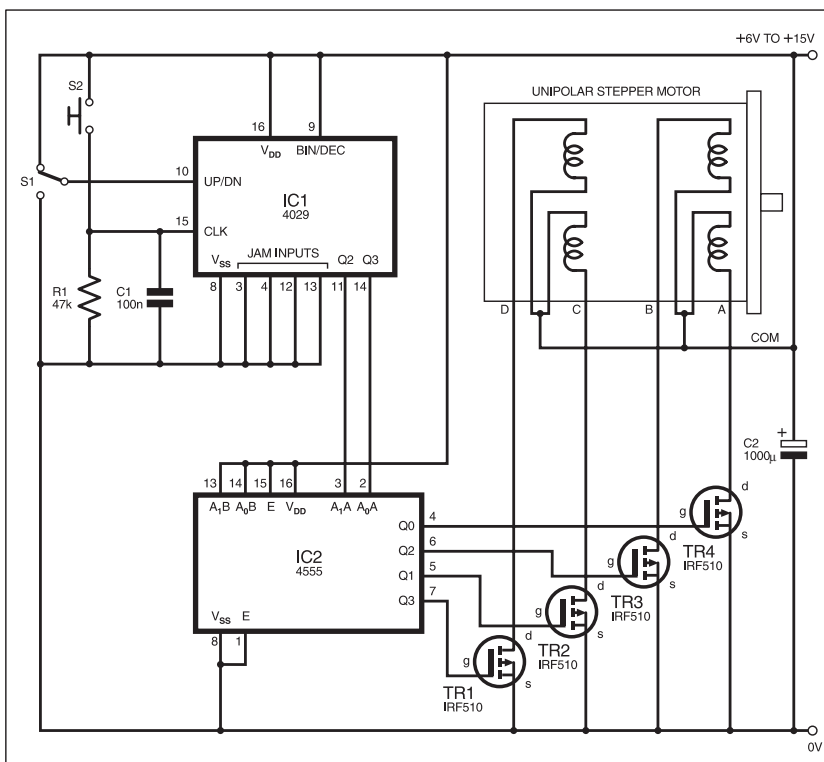 +6V TO +15V
S2
UNIPOLAR STEPPER MOTOR
16
9
VDD
BIN/DEC
10
UP/DN
S1
IC1
4029
15
CLK
VSS
JAM INPUTS
Q2
Q3
R1
47k
C1
100n
8
3
4
12
13
11
14
D
C
B
A
COM
+
C2
1000µ
13
14
15
16
3
2
A1B
A0B
E
VDD
A1A
A0A
Q0
4
Q2
6
Q1
5
Q3
7
IC2
4555
VSS
E
8
1
g
d
s
TR4
IRF510
g
d
s
TR3
IRF510
g
d
s
TR2
IRF510
g
d
s
TR1
IRF510
0V